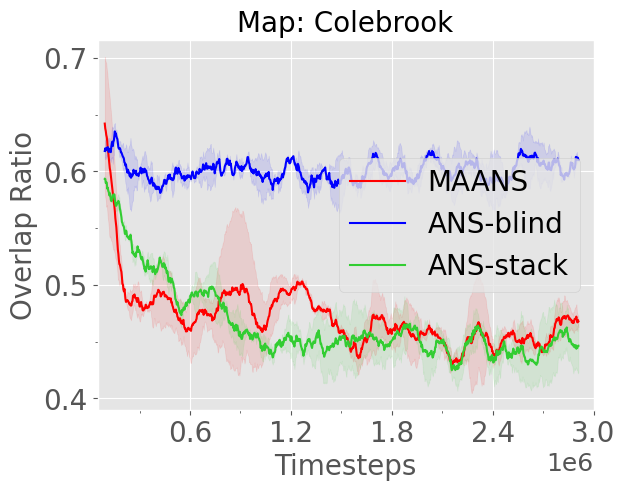 Map: Colebrook
0.7
0.6
0.5
0.4
Overlap Ratio
MAANS
ANS-blind
ANS-stack
0.6 1.2 1.8 2.4 3.0
Timesteps
1e6